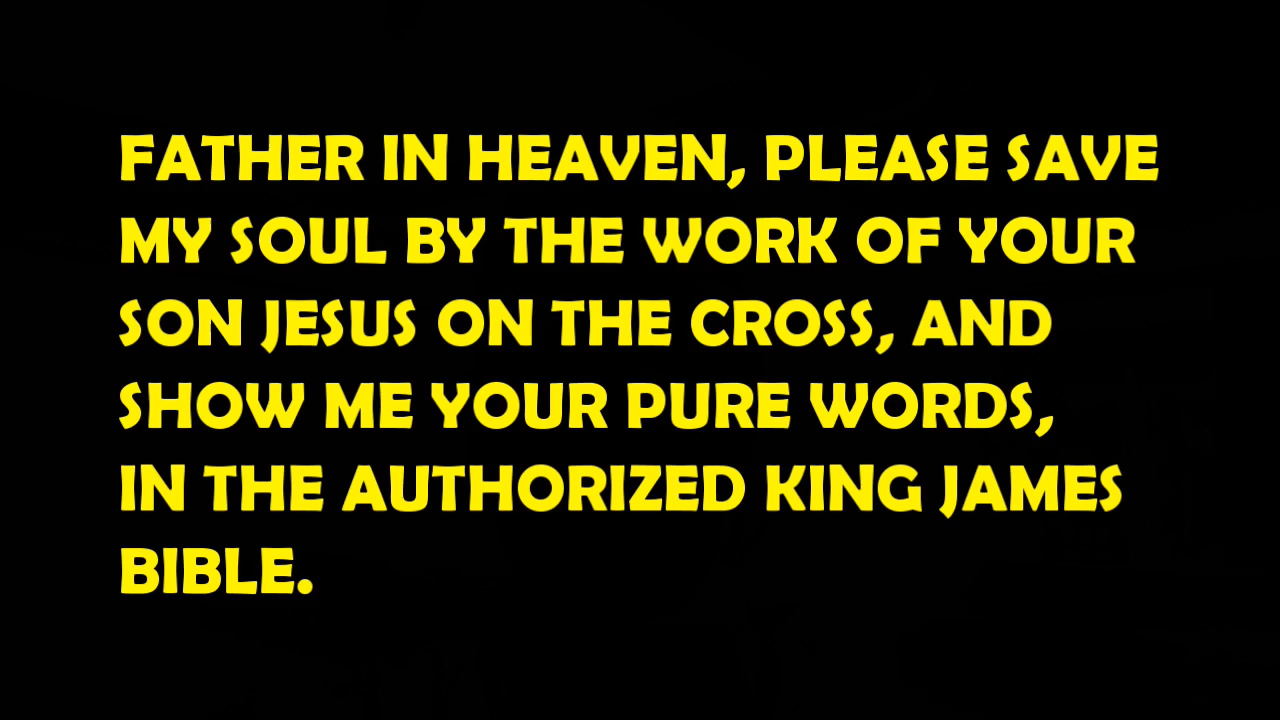 FATHER IN HEAVEN, PLEASE SAVE
MY SOUL BY THE WORK OF YOUR
SON JESUS ON THE CROSS, AND
SHOW ME YOUR PURE WORDS,
IN THE AUTHORIZED KING JAMES
BIBLE.